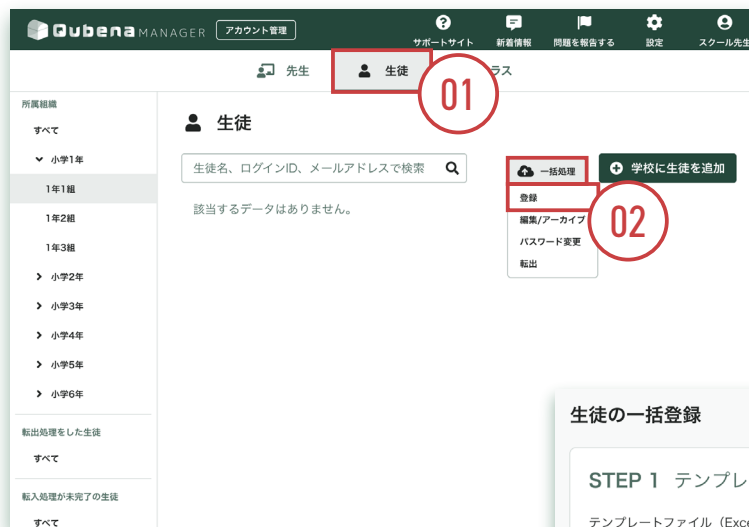 Qubena MANAGER アカウント管理
サポートサイト 新着情報 問題を報告する 設定 スクール先生
先生 生徒 ラス
01
所属組織
すべて
小学1年
1年1組
1年2組
1年3組
小学2年
小学3年
小学4年
小学5年
小学6年
転出処理をした生徒
すべて
転入処理が未完了の生徒
すべて
生徒
生徒名、ログインID、メールアドレスで検索
一括処理
学校に生徒を追加
該当するデータはありません。
登録
編集/アーカイブ
パスワード変更
転出
02
生徒の一括登録
STEP 1 テンプレ
テンプレートファイル（Exce